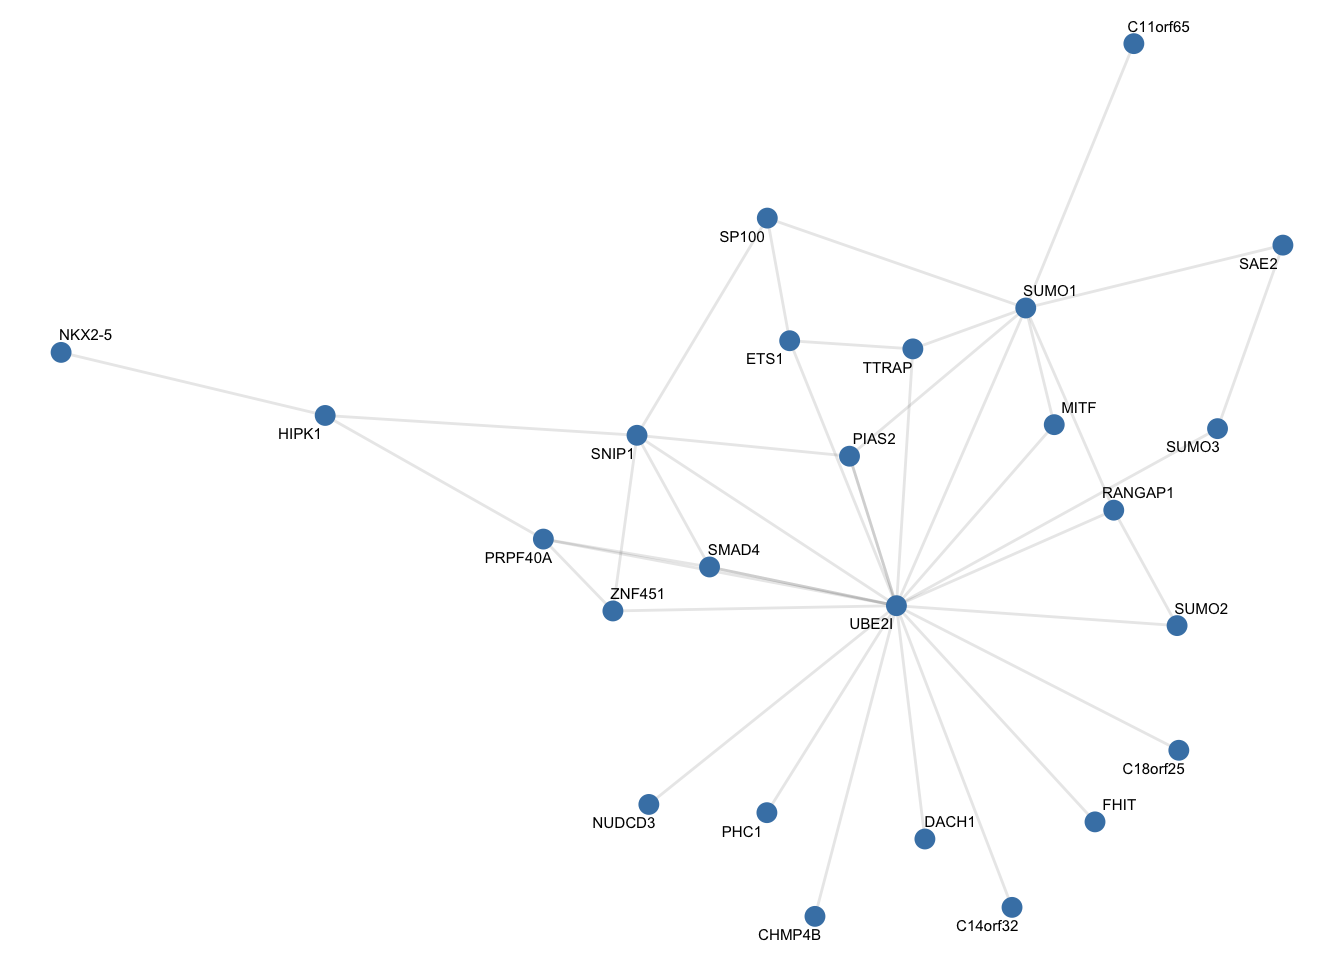 C11orf65
SP100
SAE2
SUMO1
NKX2-5
ETS1
TTRAP
MITF
HIPK1
PIAS2
SUMO3
SNIP1
RANGAP1
SMAD4
PRPF40A
ZNF451
SUMO2
UBE2I
C18orf25
FHIT
NUDCD3
DACH1
PHC1
C14orf32
CHMP4B